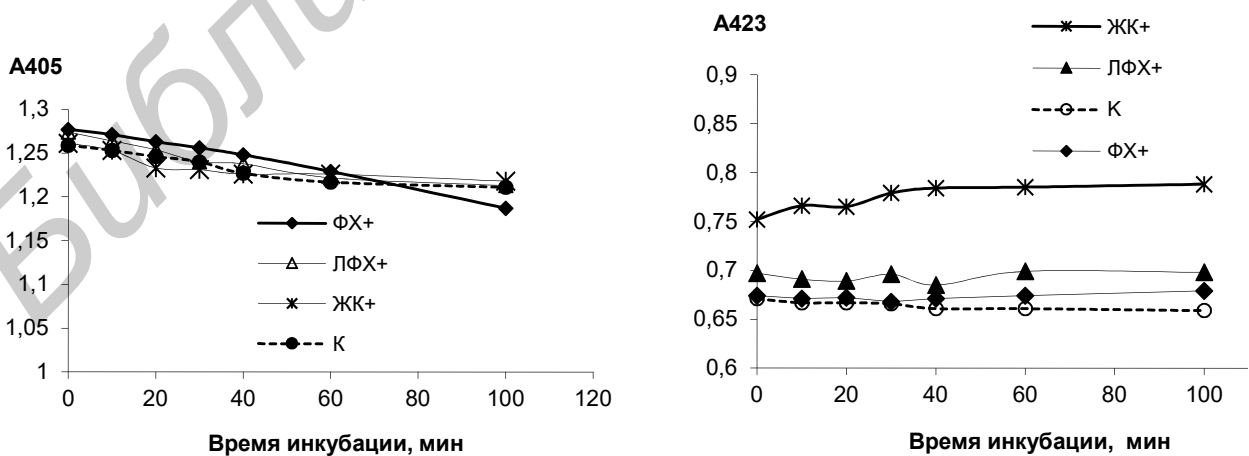 A405
1,3
1,25
1,2
1,15
1,1
1,05
1
0 20 40 60 80 100 120
Время инкубации, мин
ФХ+
ЛФХ+
ЖК+
К
A423
0,9
0,85
0,8
0,75
0,7
0,65
0,6
0 20 40 60 80 100
Время инкубации, мин
ЖК+
ЛФХ+
К
ФХ+
Библи